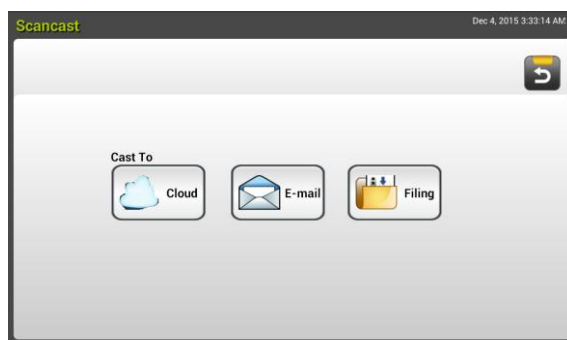 Scancast
Dec 4, 2015 3:33:14 AM
Cast To
Cloud
E-mail
Filing